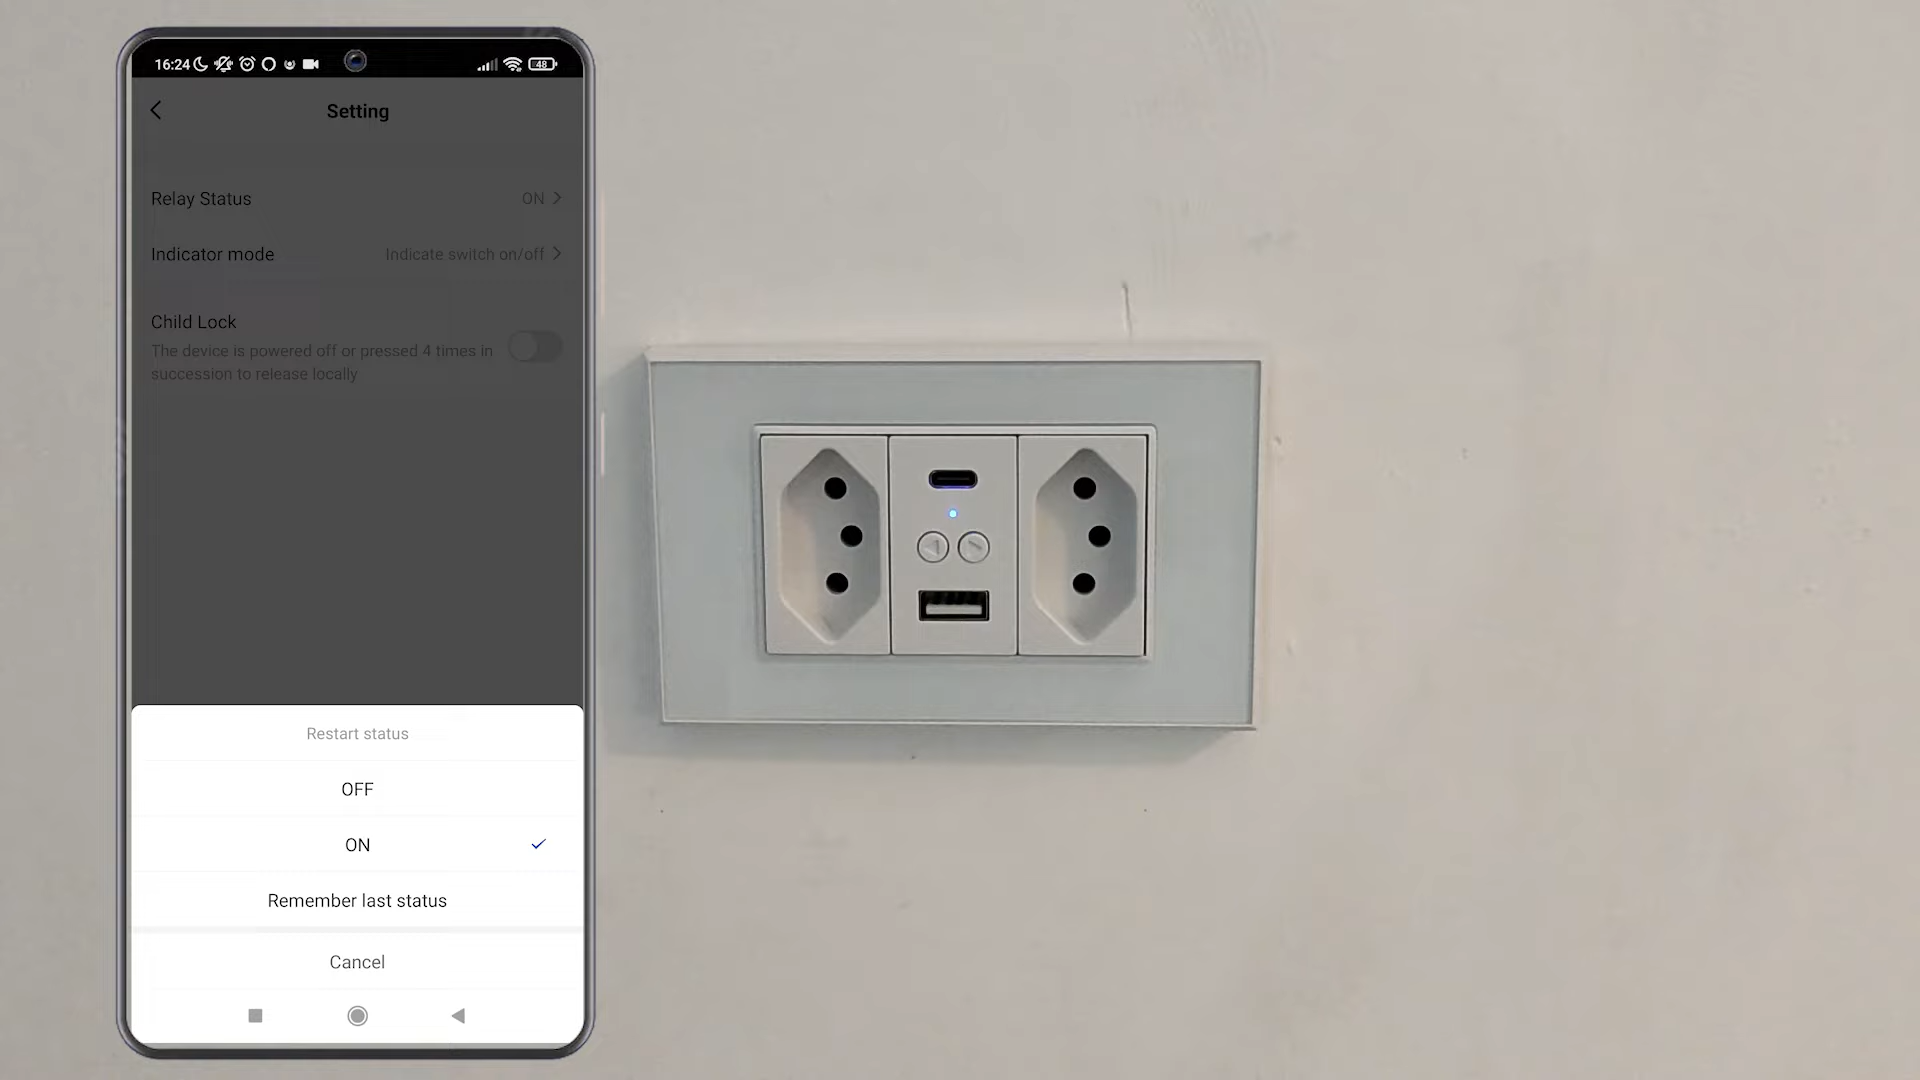 16:24
48
Setting
Relay Status ON
Indicator mode Indicate switch on/off
Child Lock
The device is powered off or pressed 4 times in
succession to release locally
Restart status
OFF
ON
Remember last status
Cancel